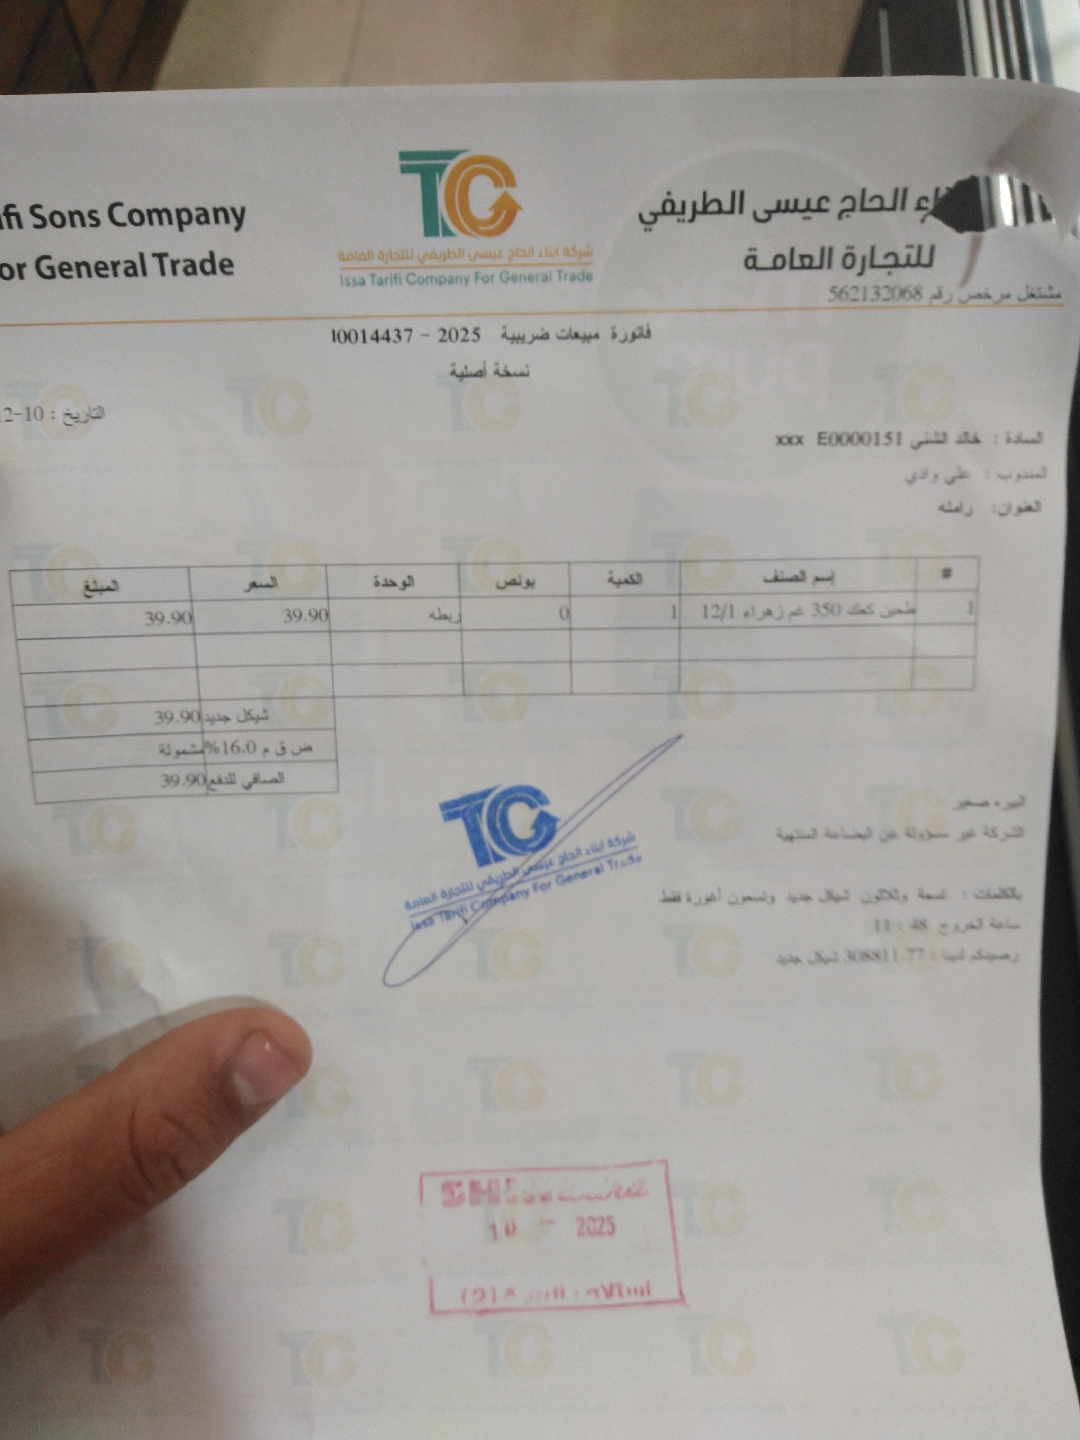 ifi Sons Company
or General Trade
TC
شركة ابناء الحاج عيسى الطريفي للتجارة العامة
Issa Tarifi Company For General Trade
الحاج عيسى الطريفي
للتجارة العامة
مشتغل مرخص رقم 562132068
فاتورة مبيعات ضريبية 2025 - I0014437
نسخة أصلية
التاريخ : 10-2
السادة : خالد الشني E0000151 xxx
المندوب : علي وادي
العنوان: رامله
# إسم الصنف الكمية بونص الوحدة السعر المبلغ
1 طحين كعك 350 غم زهراء 12/1 1 0 ربطه 39.90 39.90
شيكل جديد 39.90
ض ق م 16.0% مشمولة
الصافي للدفع 39.90
TC
شركة ابناء الحاج عيسى الطريفي للتجارة العامة
Issa Tarifi Company For General Trade
البيره صغير
الشركة غير مسؤولة عن البضاعة المنتهية
بالكلمات : تسعة وثلاثون شيكل جديد وتسعون أغورة فقط
ساعة الخروج 48 : 11
رصيدكم لدينا : 308811.77 شيكل جديد
10 2025